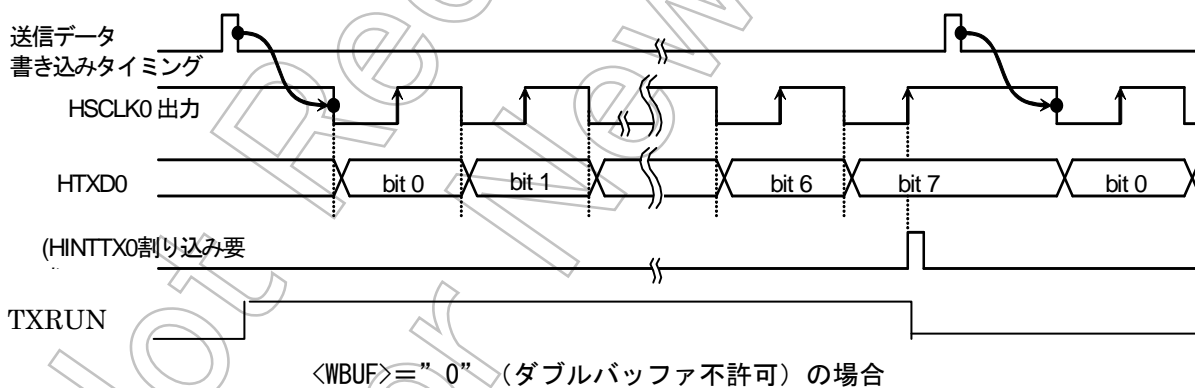 送信データ
書き込みタイミング
HSCLK0 出力
HTXD0
bit 0
bit 1
bit 6
bit 7
bit 0
(HINTTX0割り込み要
TXRUN
<WBUF>=”0” (ダブルバッファ不許可) の場合